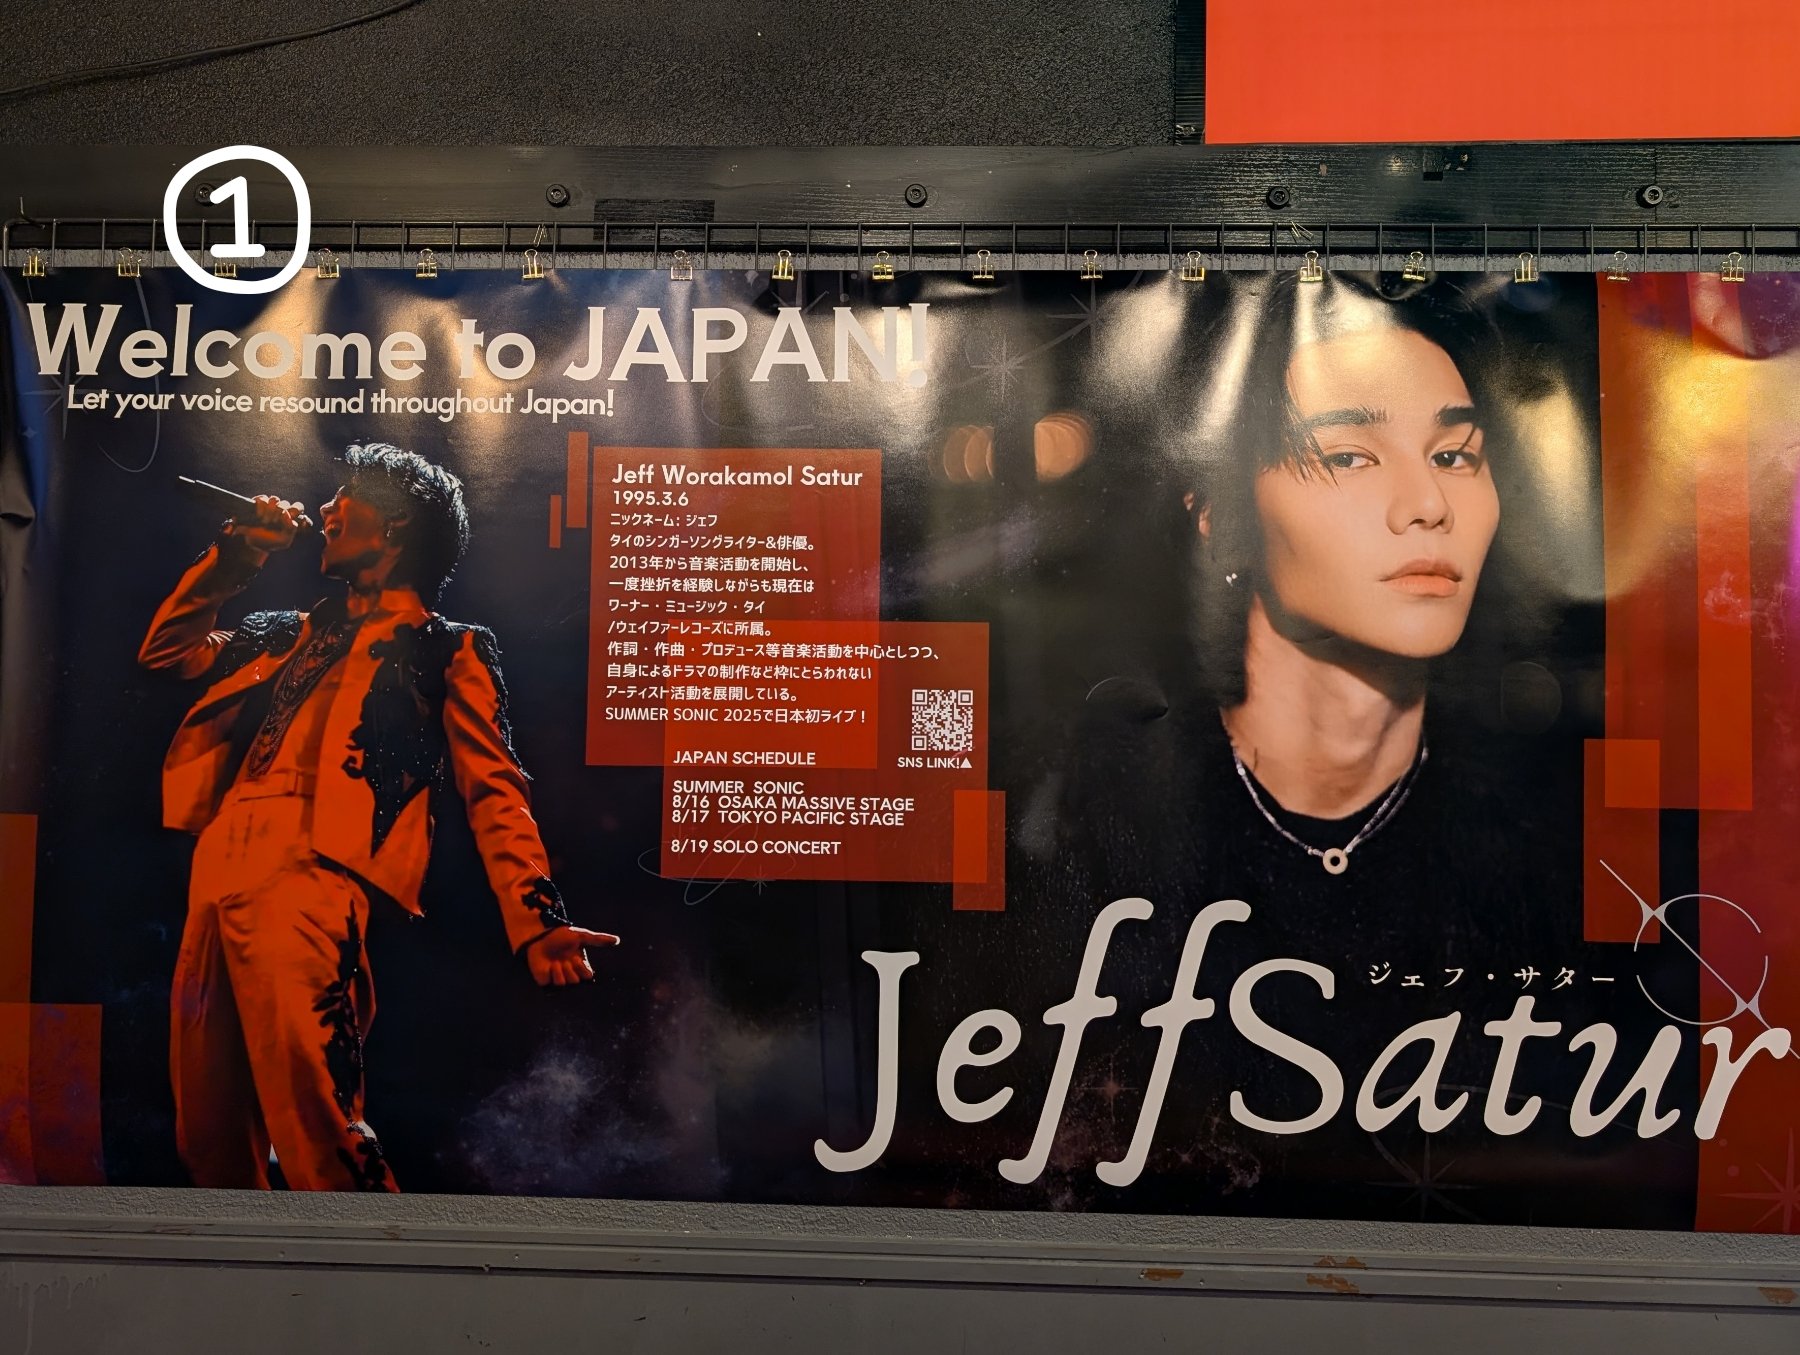 ①
Welcome to JAPAN!
Let your voice resound throughout Japan!
Jeff Worakamol Satur
1995.3.6
ニックネーム: ジェフ
タイのシンガーソングライター&俳優。
2013年から音楽活動を開始し、
一度挫折を経験しながらも現在は
ワーナー・ミュージック・タイ
/ウェイファーレコーズに所属。
作詞・作曲・プロデュース等音楽活動を中心としつつ、
自身によるドラマの制作など枠にとらわれない
アーティスト活動を展開している。
SUMMER SONIC 2025で日本初ライブ！
SNS LINK!▲
JAPAN SCHEDULE
SUMMER SONIC
8/16 OSAKA MASSIVE STAGE
8/17 TOKYO PACIFIC STAGE
8/19 SOLO CONCERT
ジェフ・サター
Jeff Satur